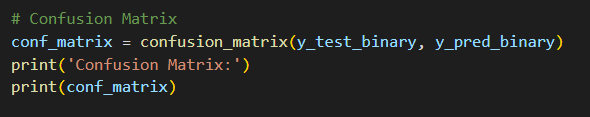 # Confusion Matrix
conf_matrix = confusion_matrix(y_test_binary, y_pred_binary)
print('Confusion Matrix:')
print(conf_matrix)